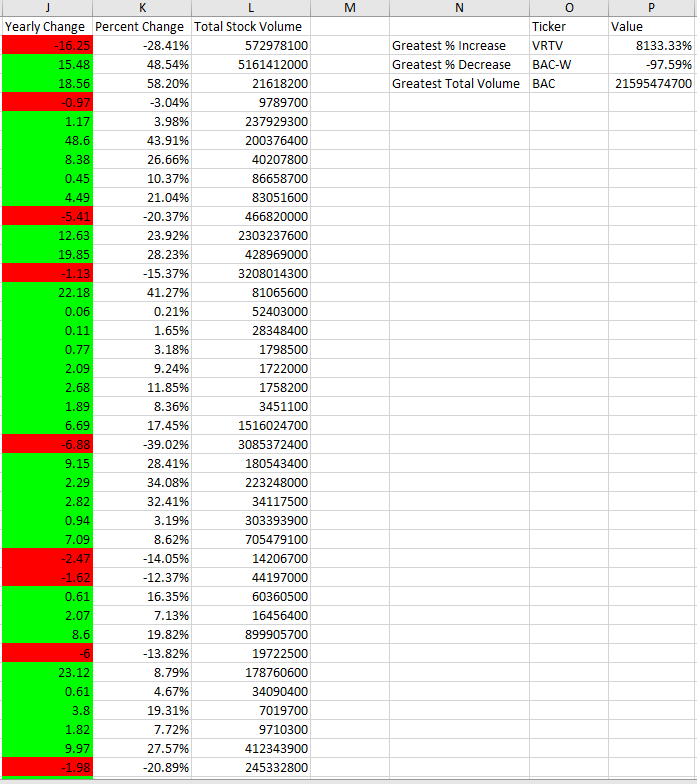 J K L M N O P
Yearly Change Percent Change Total Stock Volume Ticker Value
-16.25 -28.41% 572978100 Greatest % Increase VRTV 8133.33%
15.48 48.54% 5161412000 Greatest % Decrease BAC-W -97.59%
18.56 58.20% 21618200 Greatest Total Volume BAC 21595474700
-0.97 -3.04% 9789700
1.17 3.98% 237929300
48.6 43.91% 200376400
8.38 26.66% 40207800
0.45 10.37% 86658700
4.49 21.04% 83051600
-5.41 -20.37% 466820000
12.63 23.92% 2303237600
19.85 28.23% 428969000
-1.13 -15.37% 3208014300
22.18 41.27% 81065600
0.06 0.21% 52403000
0.11 1.65% 28348400
0.77 3.18% 1798500
2.09 9.24% 1722000
2.68 11.85% 1758200
1.89 8.36% 3451100
6.69 17.45% 1516024700
-6.88 -39.02% 3085372400
9.15 28.41% 180543400
2.29 34.08% 223248000
2.82 32.41% 34117500
0.94 3.19% 303393900
7.09 8.62% 705479100
-2.47 -14.05% 14206700
-1.62 -12.37% 44197000
0.61 16.35% 60360500
2.07 7.13% 16456400
8.6 19.82% 899905700
-6 -13.82% 19722500
23.12 8.79% 178760600
0.61 4.67% 34090400
3.8 19.31% 7019700
1.82 7.72% 9710300
9.97 27.57% 412343900
-1.98 -20.89% 245332800